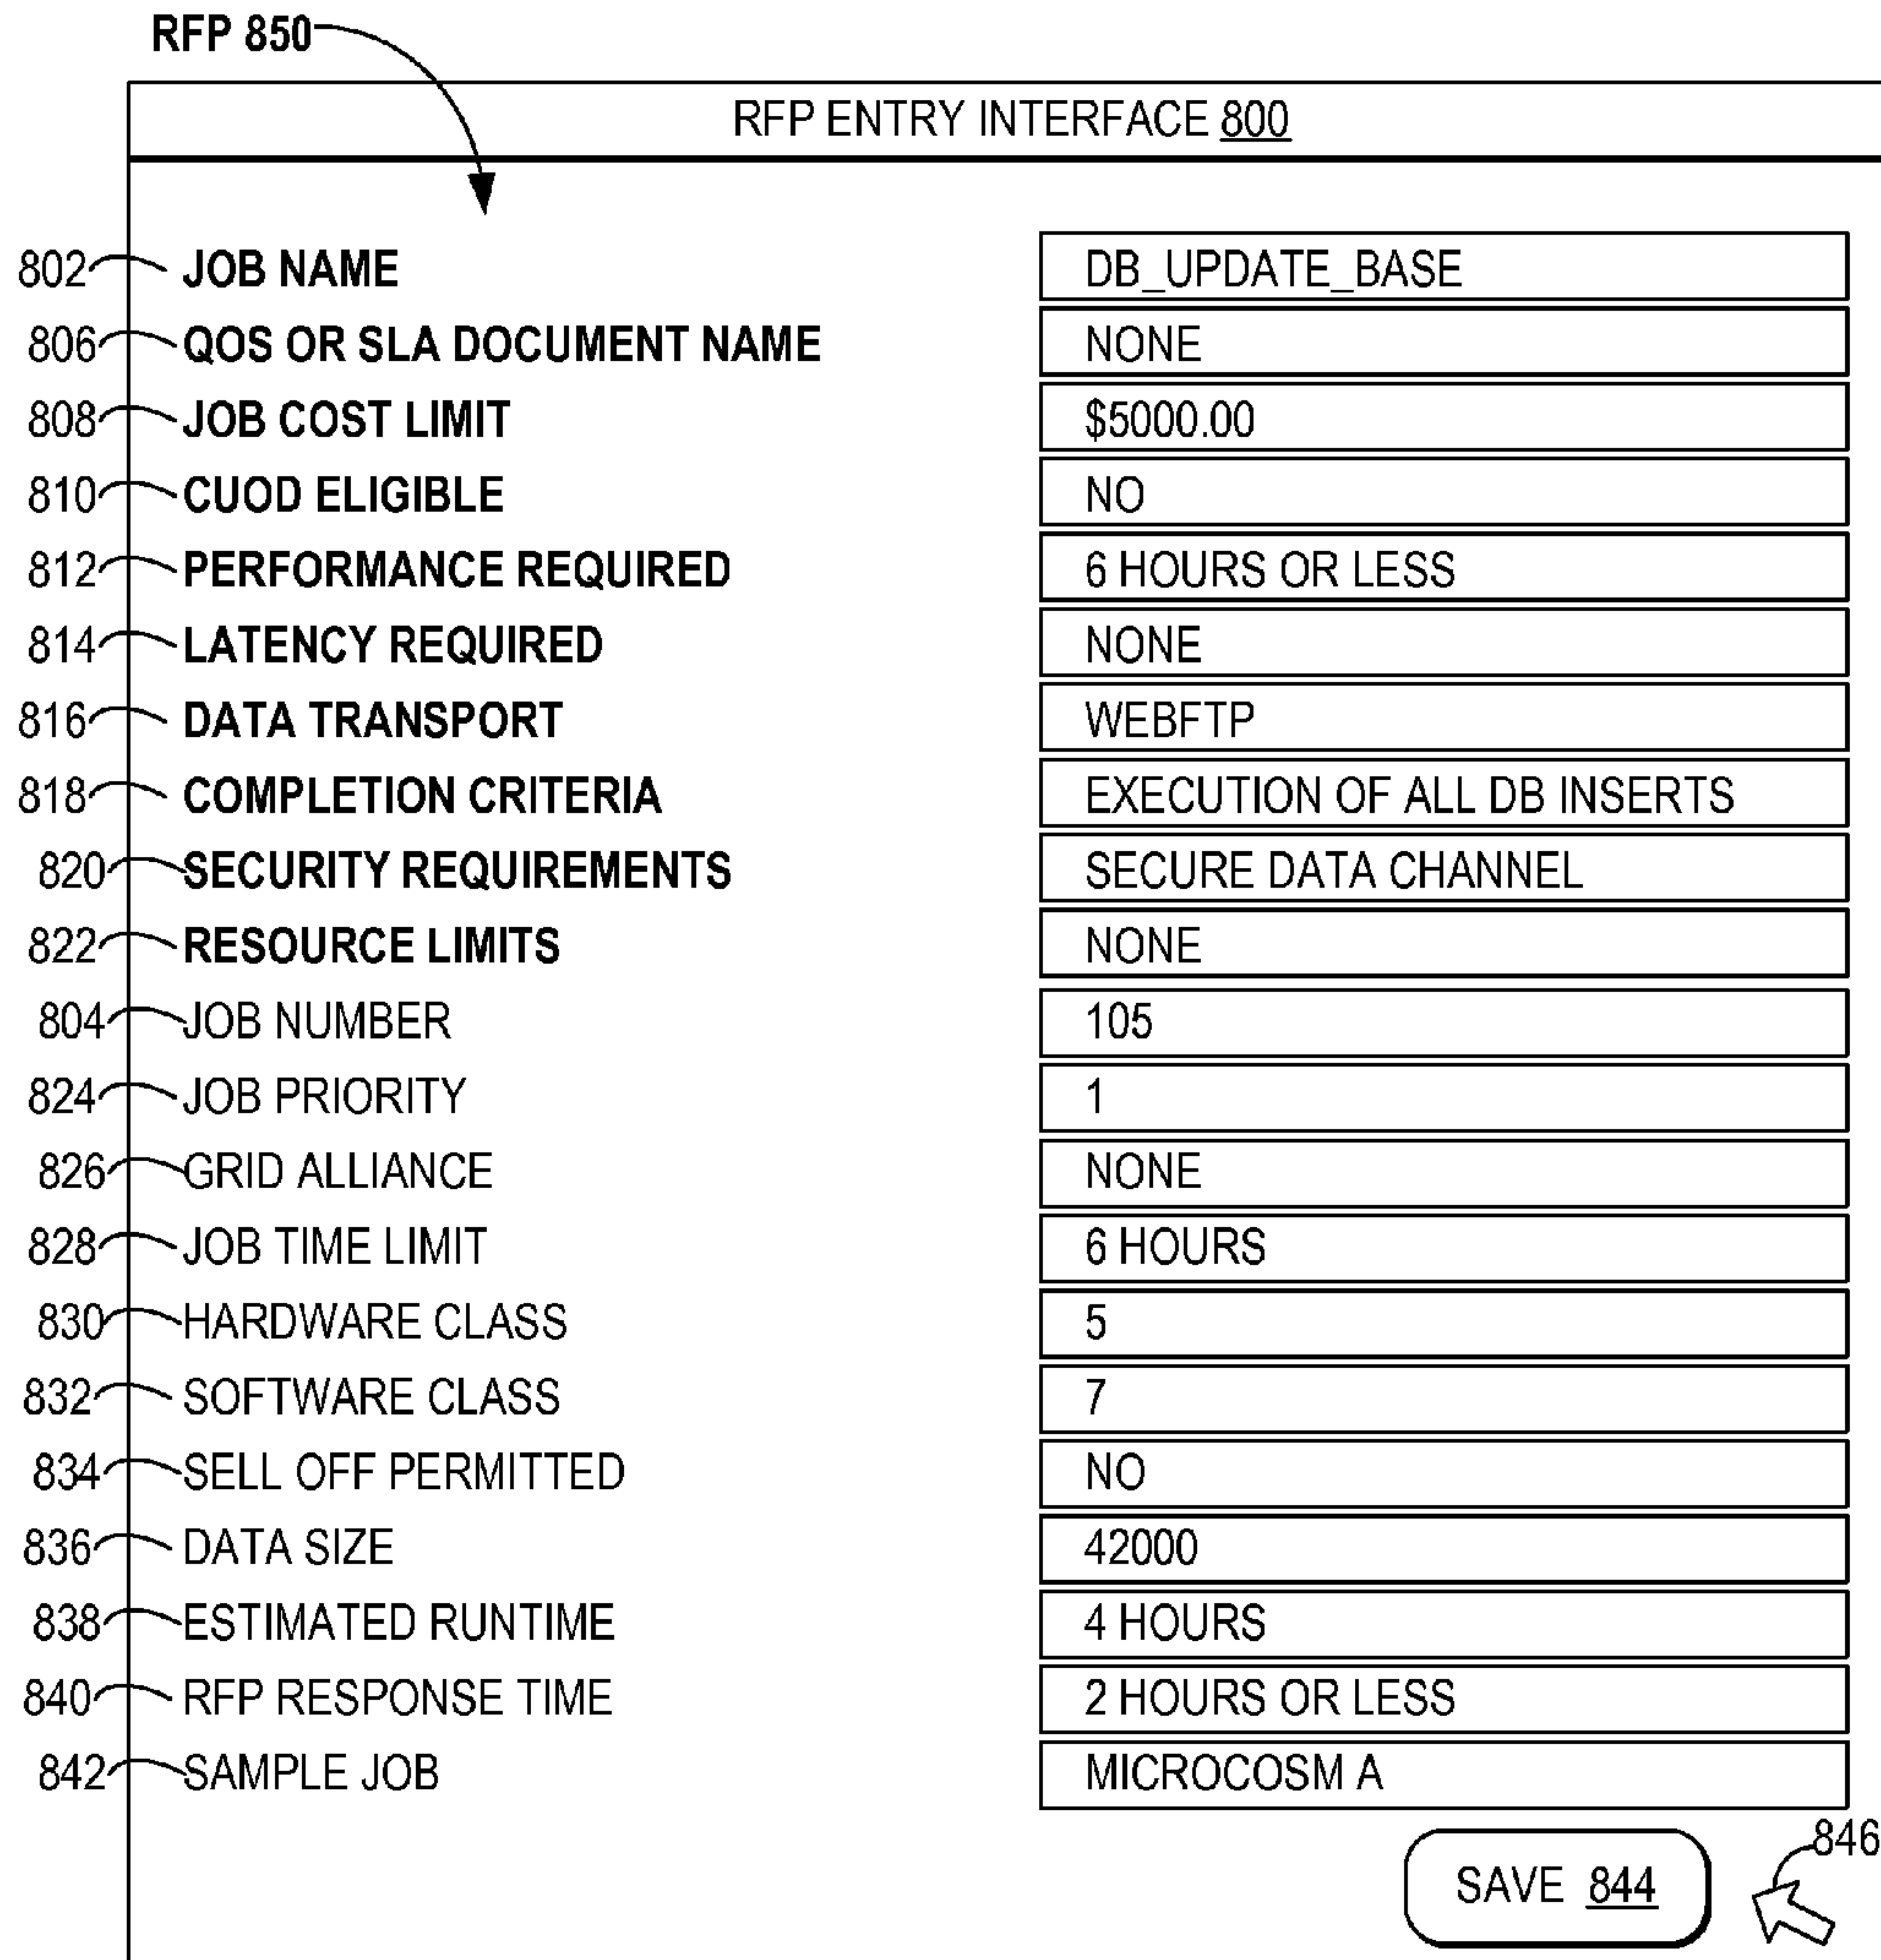 RFP 850
RFP ENTRY INTERFACE 800
802 JOB NAME DB_UPDATE_BASE
806 QOS OR SLA DOCUMENT NAME NONE
808 JOB COST LIMIT $5000.00
810 CUOD ELIGIBLE NO
812 PERFORMANCE REQUIRED 6 HOURS OR LESS
814 LATENCY REQUIRED NONE
816 DATA TRANSPORT WEBFTP
818 COMPLETION CRITERIA EXECUTION OF ALL DB INSERTS
820 SECURITY REQUIREMENTS SECURE DATA CHANNEL
822 RESOURCE LIMITS NONE
804 JOB NUMBER 105
824 JOB PRIORITY 1
826 GRID ALLIANCE NONE
828 JOB TIME LIMIT 6 HOURS
830 HARDWARE CLASS 5
832 SOFTWARE CLASS 7
834 SELL OFF PERMITTED NO
836 DATA SIZE 42000
838 ESTIMATED RUNTIME 4 HOURS
840 RFP RESPONSE TIME 2 HOURS OR LESS
842 SAMPLE JOB MICROCOSM A
846
SAVE 844